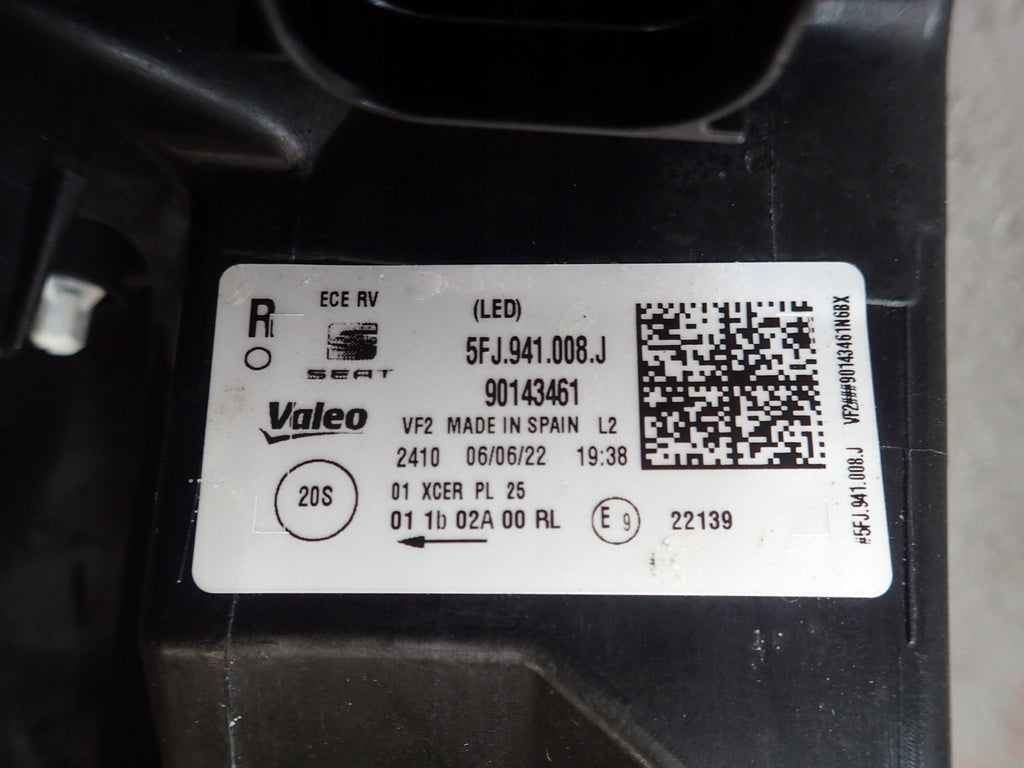 R
ECE RV
SEAT
(LED)
5FJ.941.008.J
90143461
Valeo
VF2 MADE IN SPAIN L2
2410 06/06/22 19:38
20S
01 XCER PL 25
01 1b 02A 00 RL
E 9
22139
#5FJ.941.008.J VF2###90143461N6BX